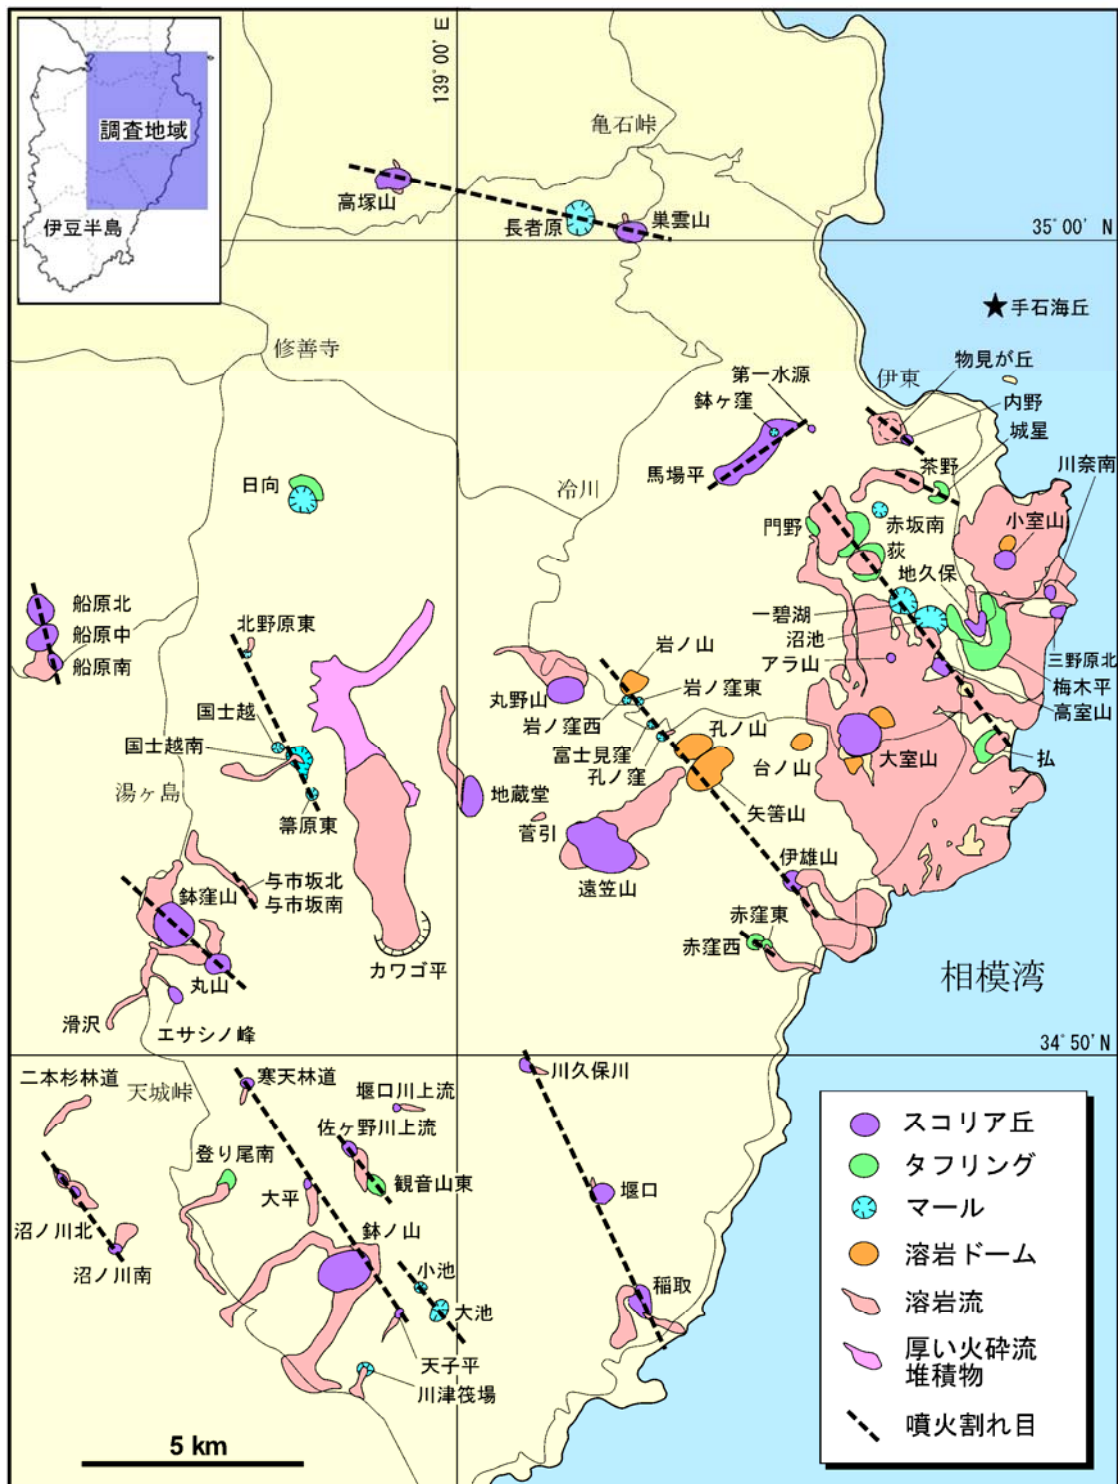 調査地域
伊豆半島
139°00' E
亀石峠
高塚山
長者原
巣雲山
35°00' N
手石海丘
修善寺
物見が丘
伊東
第一水源
鉢ヶ窪
内野
城星
馬場平
茶野
川奈南
日向
冷川
門野
赤坂南
小室山
荻
地久保
船原北
船原中
船原南
北野原東
一碧湖
沼池
アラ山
三野原北
梅木平
高室山
岩ノ山
丸野山
岩ノ窪東
岩ノ窪西
国士越
国士越南
富士見窪
孔ノ山
孔ノ窪
台ノ山
大室山
払
湯ヶ島
地蔵堂
箒原東
菅引
矢筈山
遠笠山
伊雄山
与市坂北
与市坂南
鉢窪山
赤窪東
赤窪西
カワゴ平
丸山
滑沢
エサシノ峰
相模湾
34°50' N
二本杉林道
天城峠
寒天林道
堰口川上流
川久保川
佐ヶ野川上流
登り尾南
大平
観音山東
堰口
沼ノ川北
鉢ノ山
沼ノ川南
小池
大池
稲取
天子平
川津筏場
5 km
スコリア丘
タフリング
マール
溶岩ドーム
溶岩流
厚い火砕流
堆積物
噴火割れ目